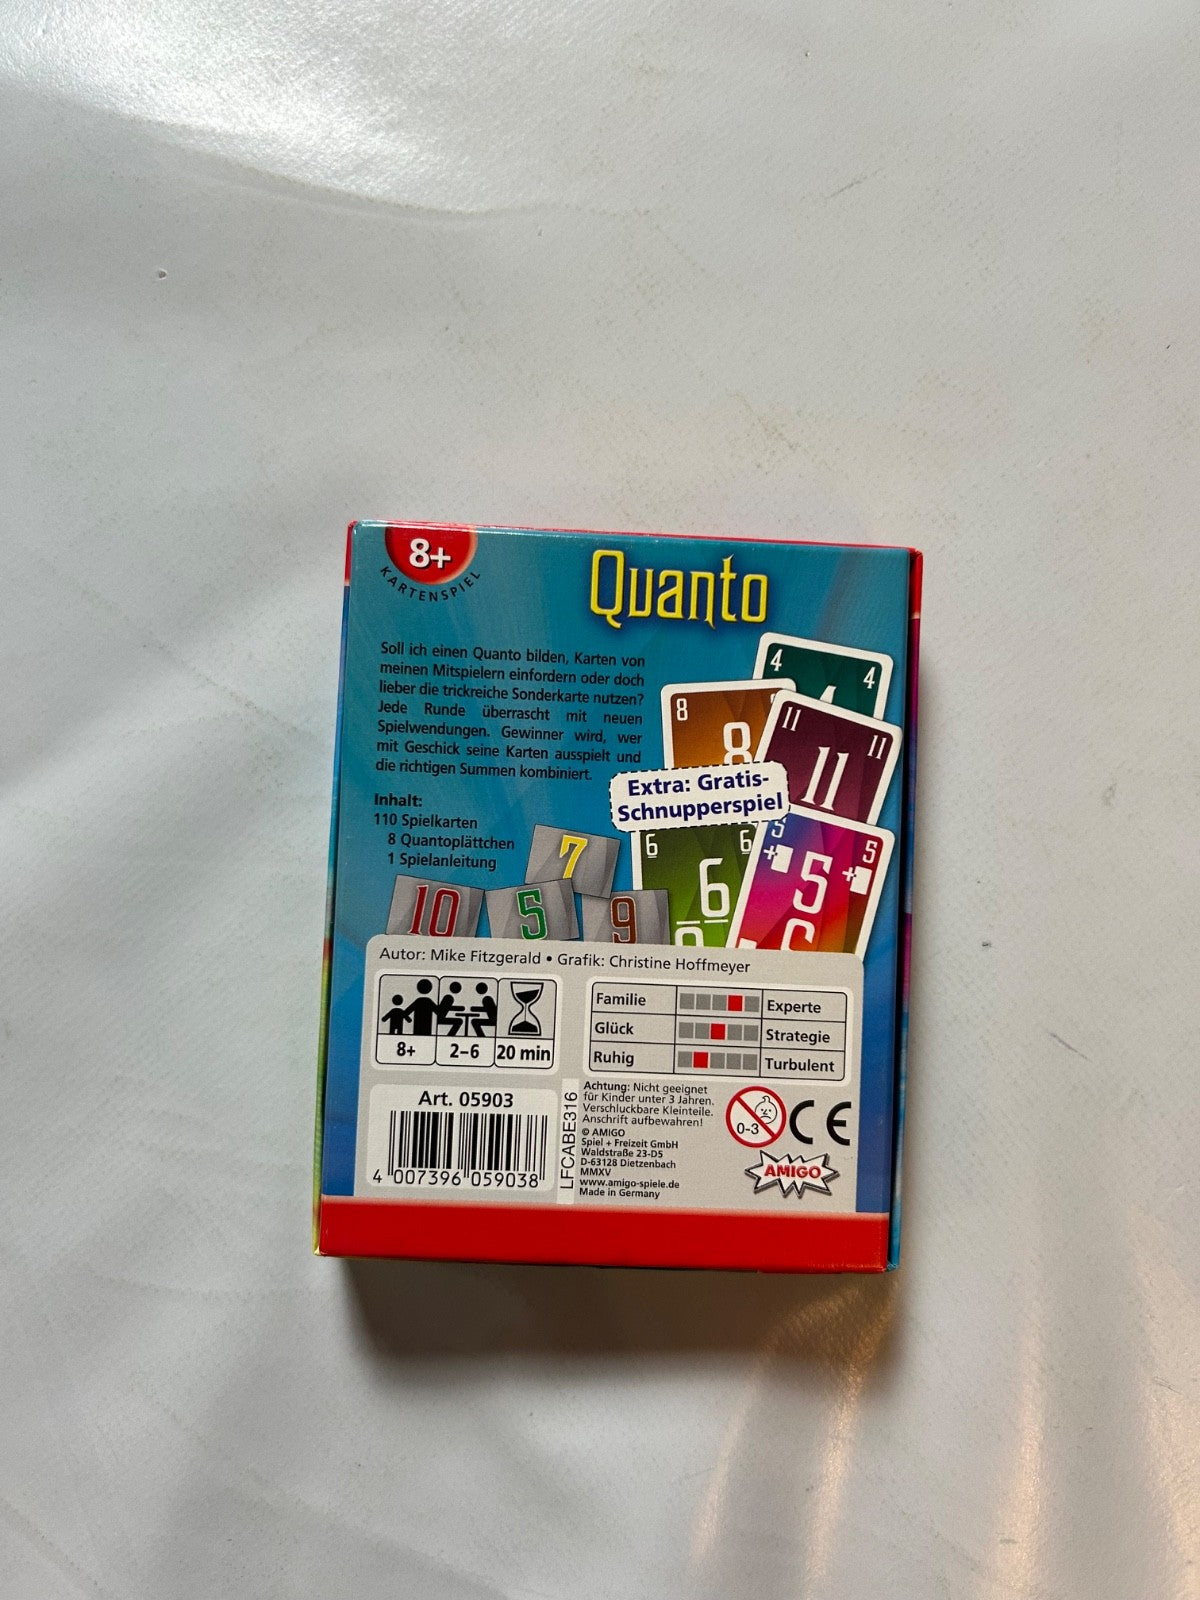 8+
KARTENSPIEL
Quanto
Soll ich einen Quanto bilden, Karten von
meinen Mitspielern einfordern oder doch
lieber die trickreiche Sonderkarte nutzen?
Jede Runde überrascht mit neuen
Spielwendungen. Gewinner wird, wer
mit Geschick seine Karten ausspielt und
die richtigen Summen kombiniert.
Inhalt:
110 Spielkarten
8 Quantoplättchen
1 Spielanleitung
4
4
4
8
8
11
11
11
Extra: Gratis-
Schnupperspiel
6
6
6
5
+
5
5
+
7
10
5
9
Autor: Mike Fitzgerald • Grafik: Christine Hoffmeyer
8+
2–6
20 min
Familie
Experte
Glück
Strategie
Ruhig
Turbulent
Art. 05903
4 007396 059038
LFCABE316
Achtung: Nicht geeignet
für Kinder unter 3 Jahren.
Verschluckbare Kleinteile.
Anschrift aufbewahren!
© AMIGO
Spiel + Freizeit GmbH
Waldstraße 23-D5
D-63128 Dietzenbach
MMXV
www.amigo-spiele.de
Made in Germany
0-3
CE
AMIGO